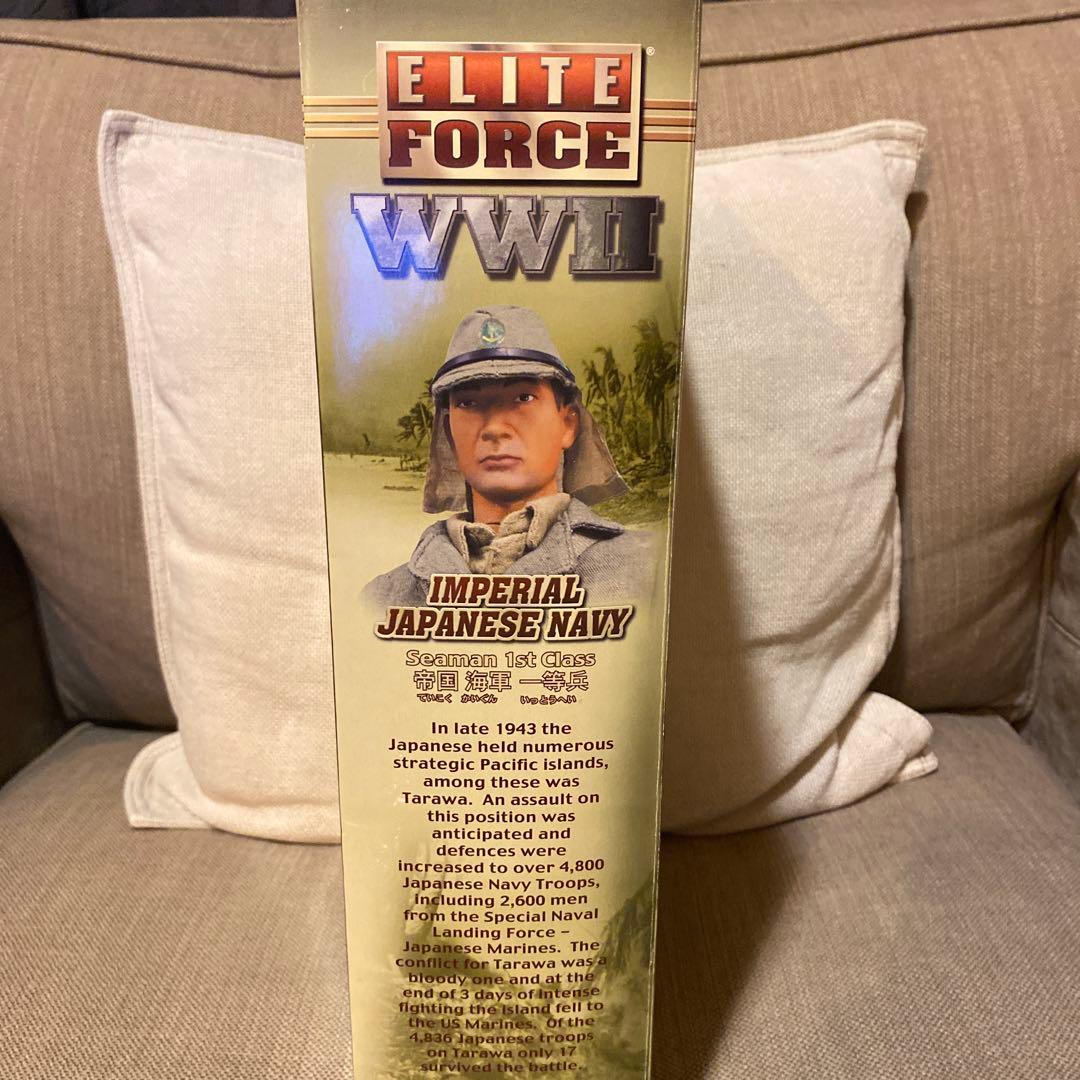 ELITE
FORCE
®
WWII
IMPERIAL
JAPANESE NAVY
Seaman 1st Class
帝国 海軍 一等兵
ていこく かいぐん いっとうへい
In late 1943 the
Japanese held numerous
strategic Pacific islands,
among these was
Tarawa. An assault on
this position was
anticipated and
defences were
increased to over 4,800
Japanese Navy Troops,
including 2,600 men
from the Special Naval
Landing Force –
Japanese Marines. The
conflict for Tarawa was a
bloody one and at the
end of 3 days of intense
fighting the island fell to
the US Marines. Of the
4,836 Japanese troops
on Tarawa only 17
survived the battle.